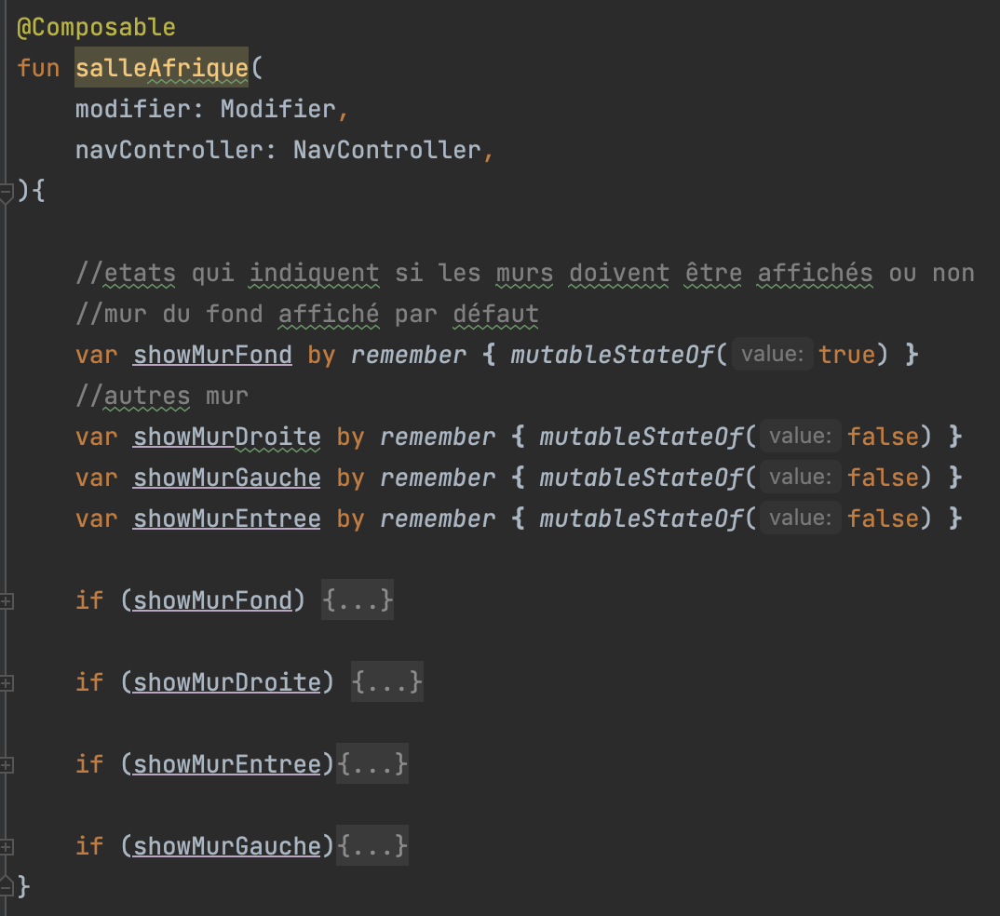 @Composable
fun salleAfrique(
modifier: Modifier,
navController: NavController,
){
//etats qui indiquent si les murs doivent être affichés ou non
//mur du fond affiché par défaut
var showMurFond by remember { mutableStateOf( value: true) }
//autres mur
var showMurDroite by remember { mutableStateOf( value: false) }
var showMurGauche by remember { mutableStateOf( value: false) }
var showMurEntree by remember { mutableStateOf( value: false) }
if (showMurFond) {...}
if (showMurDroite) {...}
if (showMurEntree){...}
if (showMurGauche){...}
}